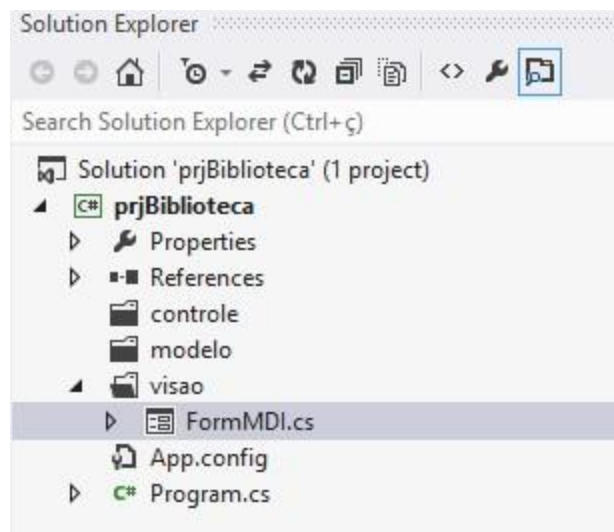 Solution Explorer
Search Solution Explorer (Ctrl+ç)
Solution 'prjBiblioteca' (1 project)
C# prjBiblioteca
Properties
References
controle
modelo
visao
FormMDI.cs
App.config
C# Program.cs